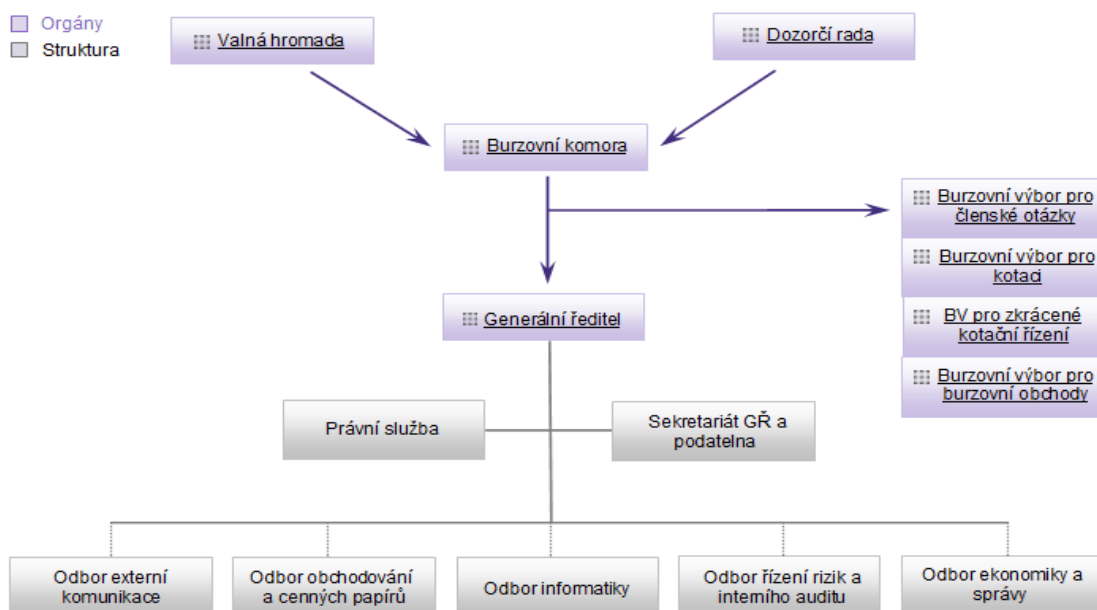 Orgány
Struktura
Valná hromada
Dozorčí rada
Burzovní komora
Burzovní výbor pro
členské otázky
Burzovní výbor pro
kotaci
BV pro zkrácené
kotační řízení
Burzovní výbor pro
burzovní obchody
Generální ředitel
Právní služba
Sekretariát GŘ a
podatelna
Odbor externí
komunikace
Odbor obchodování
a cenných papírů
Odbor informatiky
Odbor řízení rizik a
interního auditu
Odbor ekonomiky a
správy